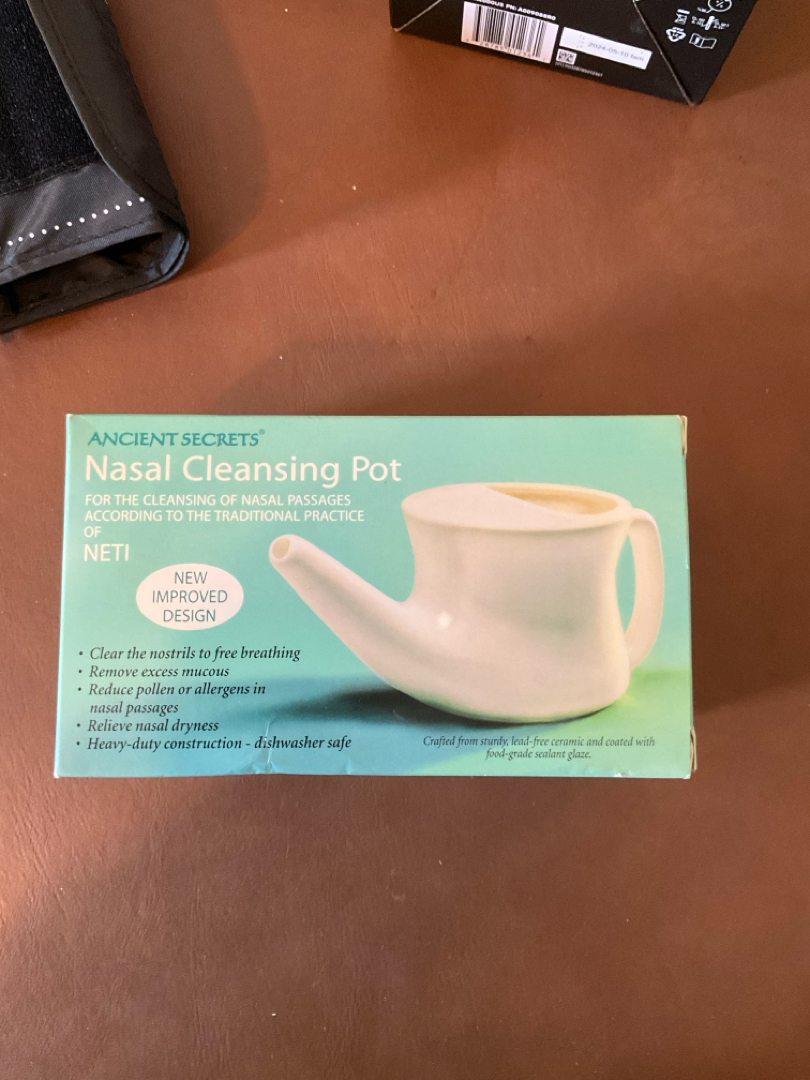 2024-05-10
ANCIENT SECRETS®
Nasal Cleansing Pot
FOR THE CLEANSING OF NASAL PASSAGES
ACCORDING TO THE TRADITIONAL PRACTICE
OF
NETI
NEW
IMPROVED
DESIGN
• Clear the nostrils to free breathing
• Remove excess mucous
• Reduce pollen or allergens in
nasal passages
• Relieve nasal dryness
• Heavy-duty construction - dishwasher safe
Crafted from sturdy, lead-free ceramic and coated with
food-grade sealant glaze.